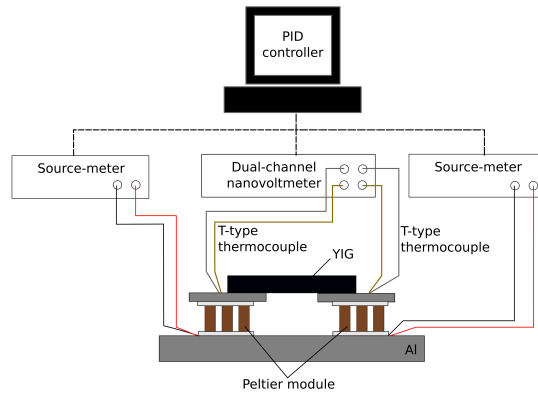 PID
controller
Source-meter
Dual-channel
nanovoltmeter
Source-meter
T-type
thermocouple
T-type
thermocouple
YIG
Al
Peltier module